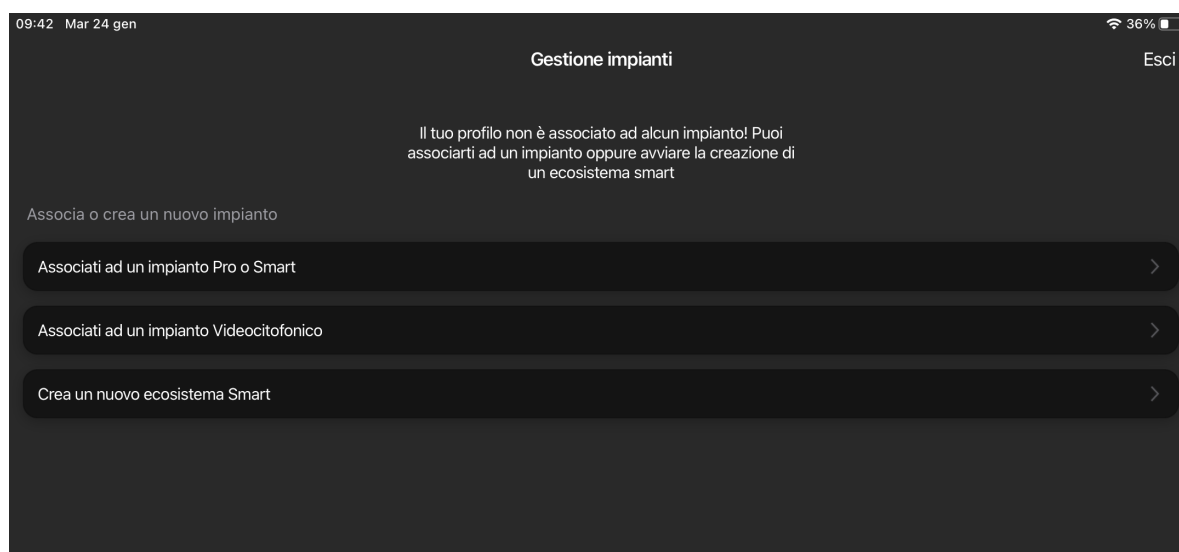 09:42 Mar 24 gen
36%
Gestione impianti
Esci
Il tuo profilo non è associato ad alcun impianto! Puoi
associarti ad un impianto oppure avviare la creazione di
un ecosistema smart
Associa o crea un nuovo impianto
Associati ad un impianto Pro o Smart
Associati ad un impianto Videocitofonico
Crea un nuovo ecosistema Smart